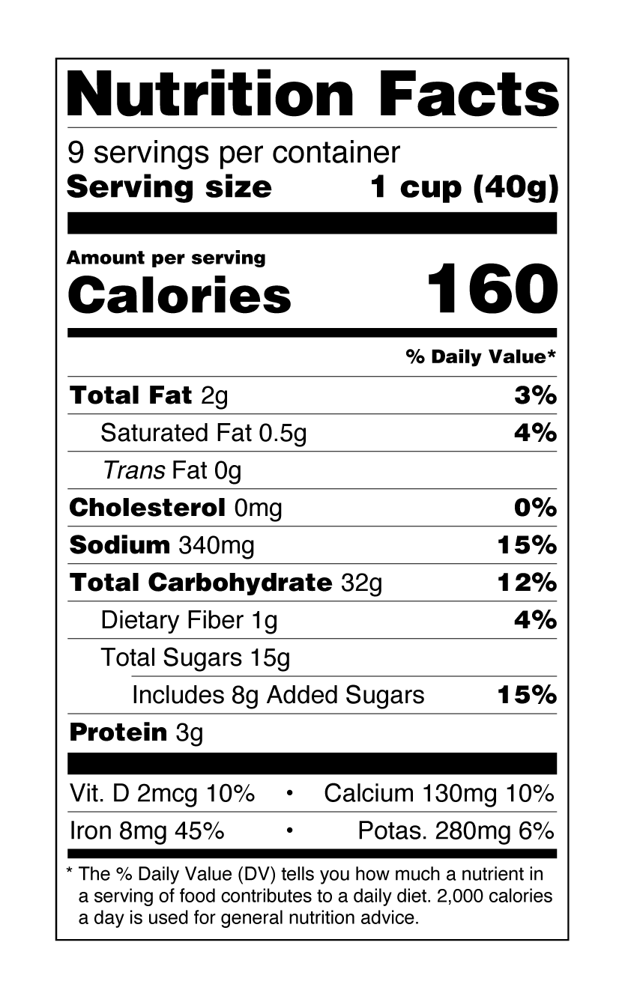 Nutrition Facts
9 servings per container
Serving size 1 cup (40g)
Amount per serving
Calories 160
% Daily Value*
Total Fat 2g 3%
Saturated Fat 0.5g 4%
Trans Fat 0g
Cholesterol 0mg 0%
Sodium 340mg 15%
Total Carbohydrate 32g 12%
Dietary Fiber 1g 4%
Total Sugars 15g
Includes 8g Added Sugars 15%
Protein 3g
Vit. D 2mcg 10% • Calcium 130mg 10%
Iron 8mg 45% • Potas. 280mg 6%
* The % Daily Value (DV) tells you how much a nutrient in
a serving of food contributes to a daily diet. 2,000 calories
a day is used for general nutrition advice.